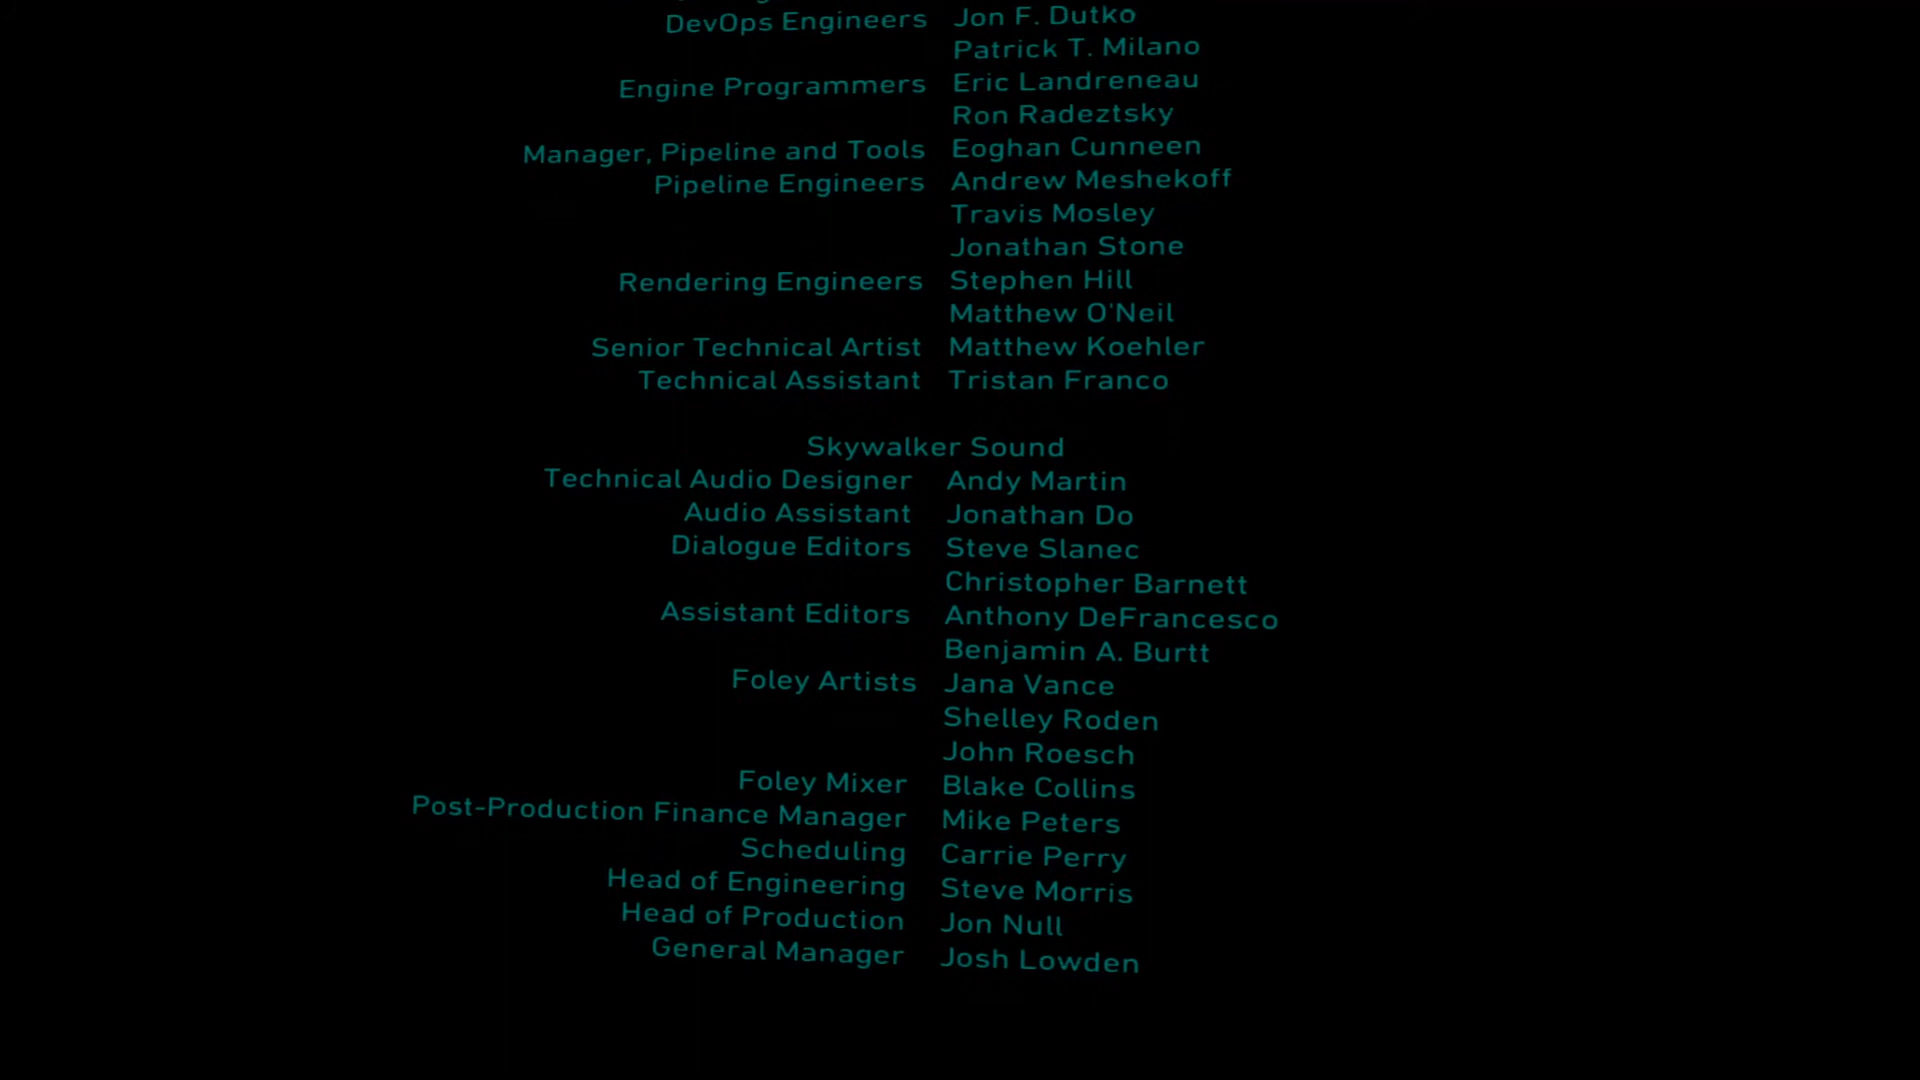 DevOps Engineers Jon F. Dutko
Patrick T. Milano
Engine Programmers Eric Landreneau
Ron Radeztsky
Manager, Pipeline and Tools Eoghan Cunneen
Pipeline Engineers Andrew Meshekoff
Travis Mosley
Jonathan Stone
Rendering Engineers Stephen Hill
Matthew O'Neil
Senior Technical Artist Matthew Koehler
Technical Assistant Tristan Franco
Skywalker Sound
Technical Audio Designer Andy Martin
Audio Assistant Jonathan Do
Dialogue Editors Steve Slanec
Christopher Barnett
Assistant Editors Anthony DeFrancesco
Benjamin A. Burtt
Foley Artists Jana Vance
Shelley Roden
John Roesch
Foley Mixer Blake Collins
Post-Production Finance Manager Mike Peters
Scheduling Carrie Perry
Head of Engineering Steve Morris
Head of Production Jon Null
General Manager Josh Lowden